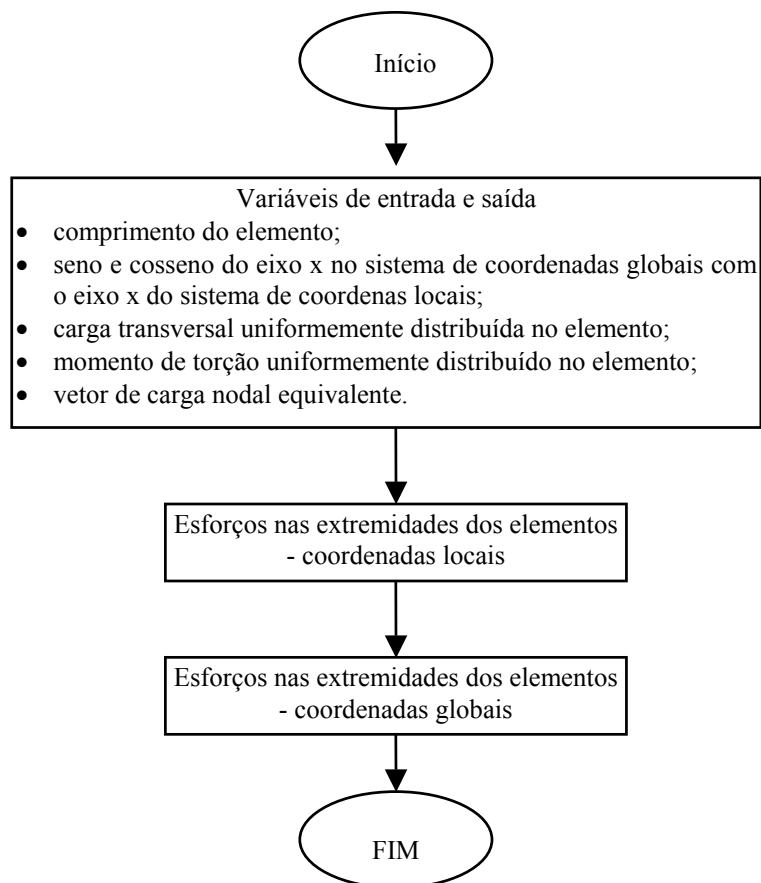 Início
Variáveis de entrada e saída
• comprimento do elemento;
• seno e cosseno do eixo x no sistema de coordenadas globais com
o eixo x do sistema de coordenas locais;
• carga transversal uniformemente distribuída no elemento;
• momento de torção uniformemente distribuído no elemento;
• vetor de carga nodal equivalente.
Esforços nas extremidades dos elementos
- coordenadas locais
Esforços nas extremidades dos elementos
- coordenadas globais
FIM